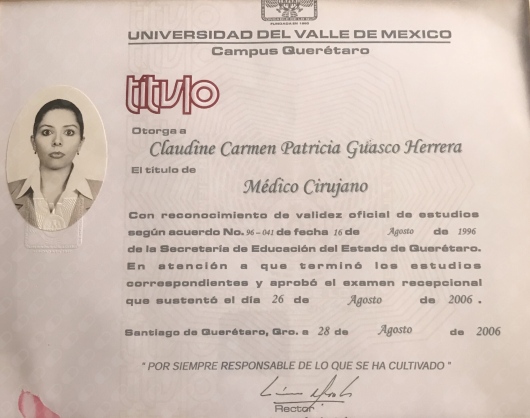 FUNDADA EN 1960
UNIVERSIDAD DEL VALLE DE MEXICO
Campus Querétaro
título
Otorga a
Claudine Carmen Patricia Guasco Herrera
El título de
Médico Cirujano
Con reconocimiento de validez oficial de estudios
según acuerdo No. 96 - 041 de fecha 16 de Agosto de 1996
de la Secretaria de Educación del Estado de Querétaro.
En atención a que terminó los estudios
correspondientes y aprobó el examen recepcional
que sustentó el día 26 de Agosto de 2006 .
Santiago de Querétaro, Qro. a 28 de Agosto de 2006
" POR SIEMPRE RESPONSABLE DE LO QUE SE HA CULTIVADO "
Rector